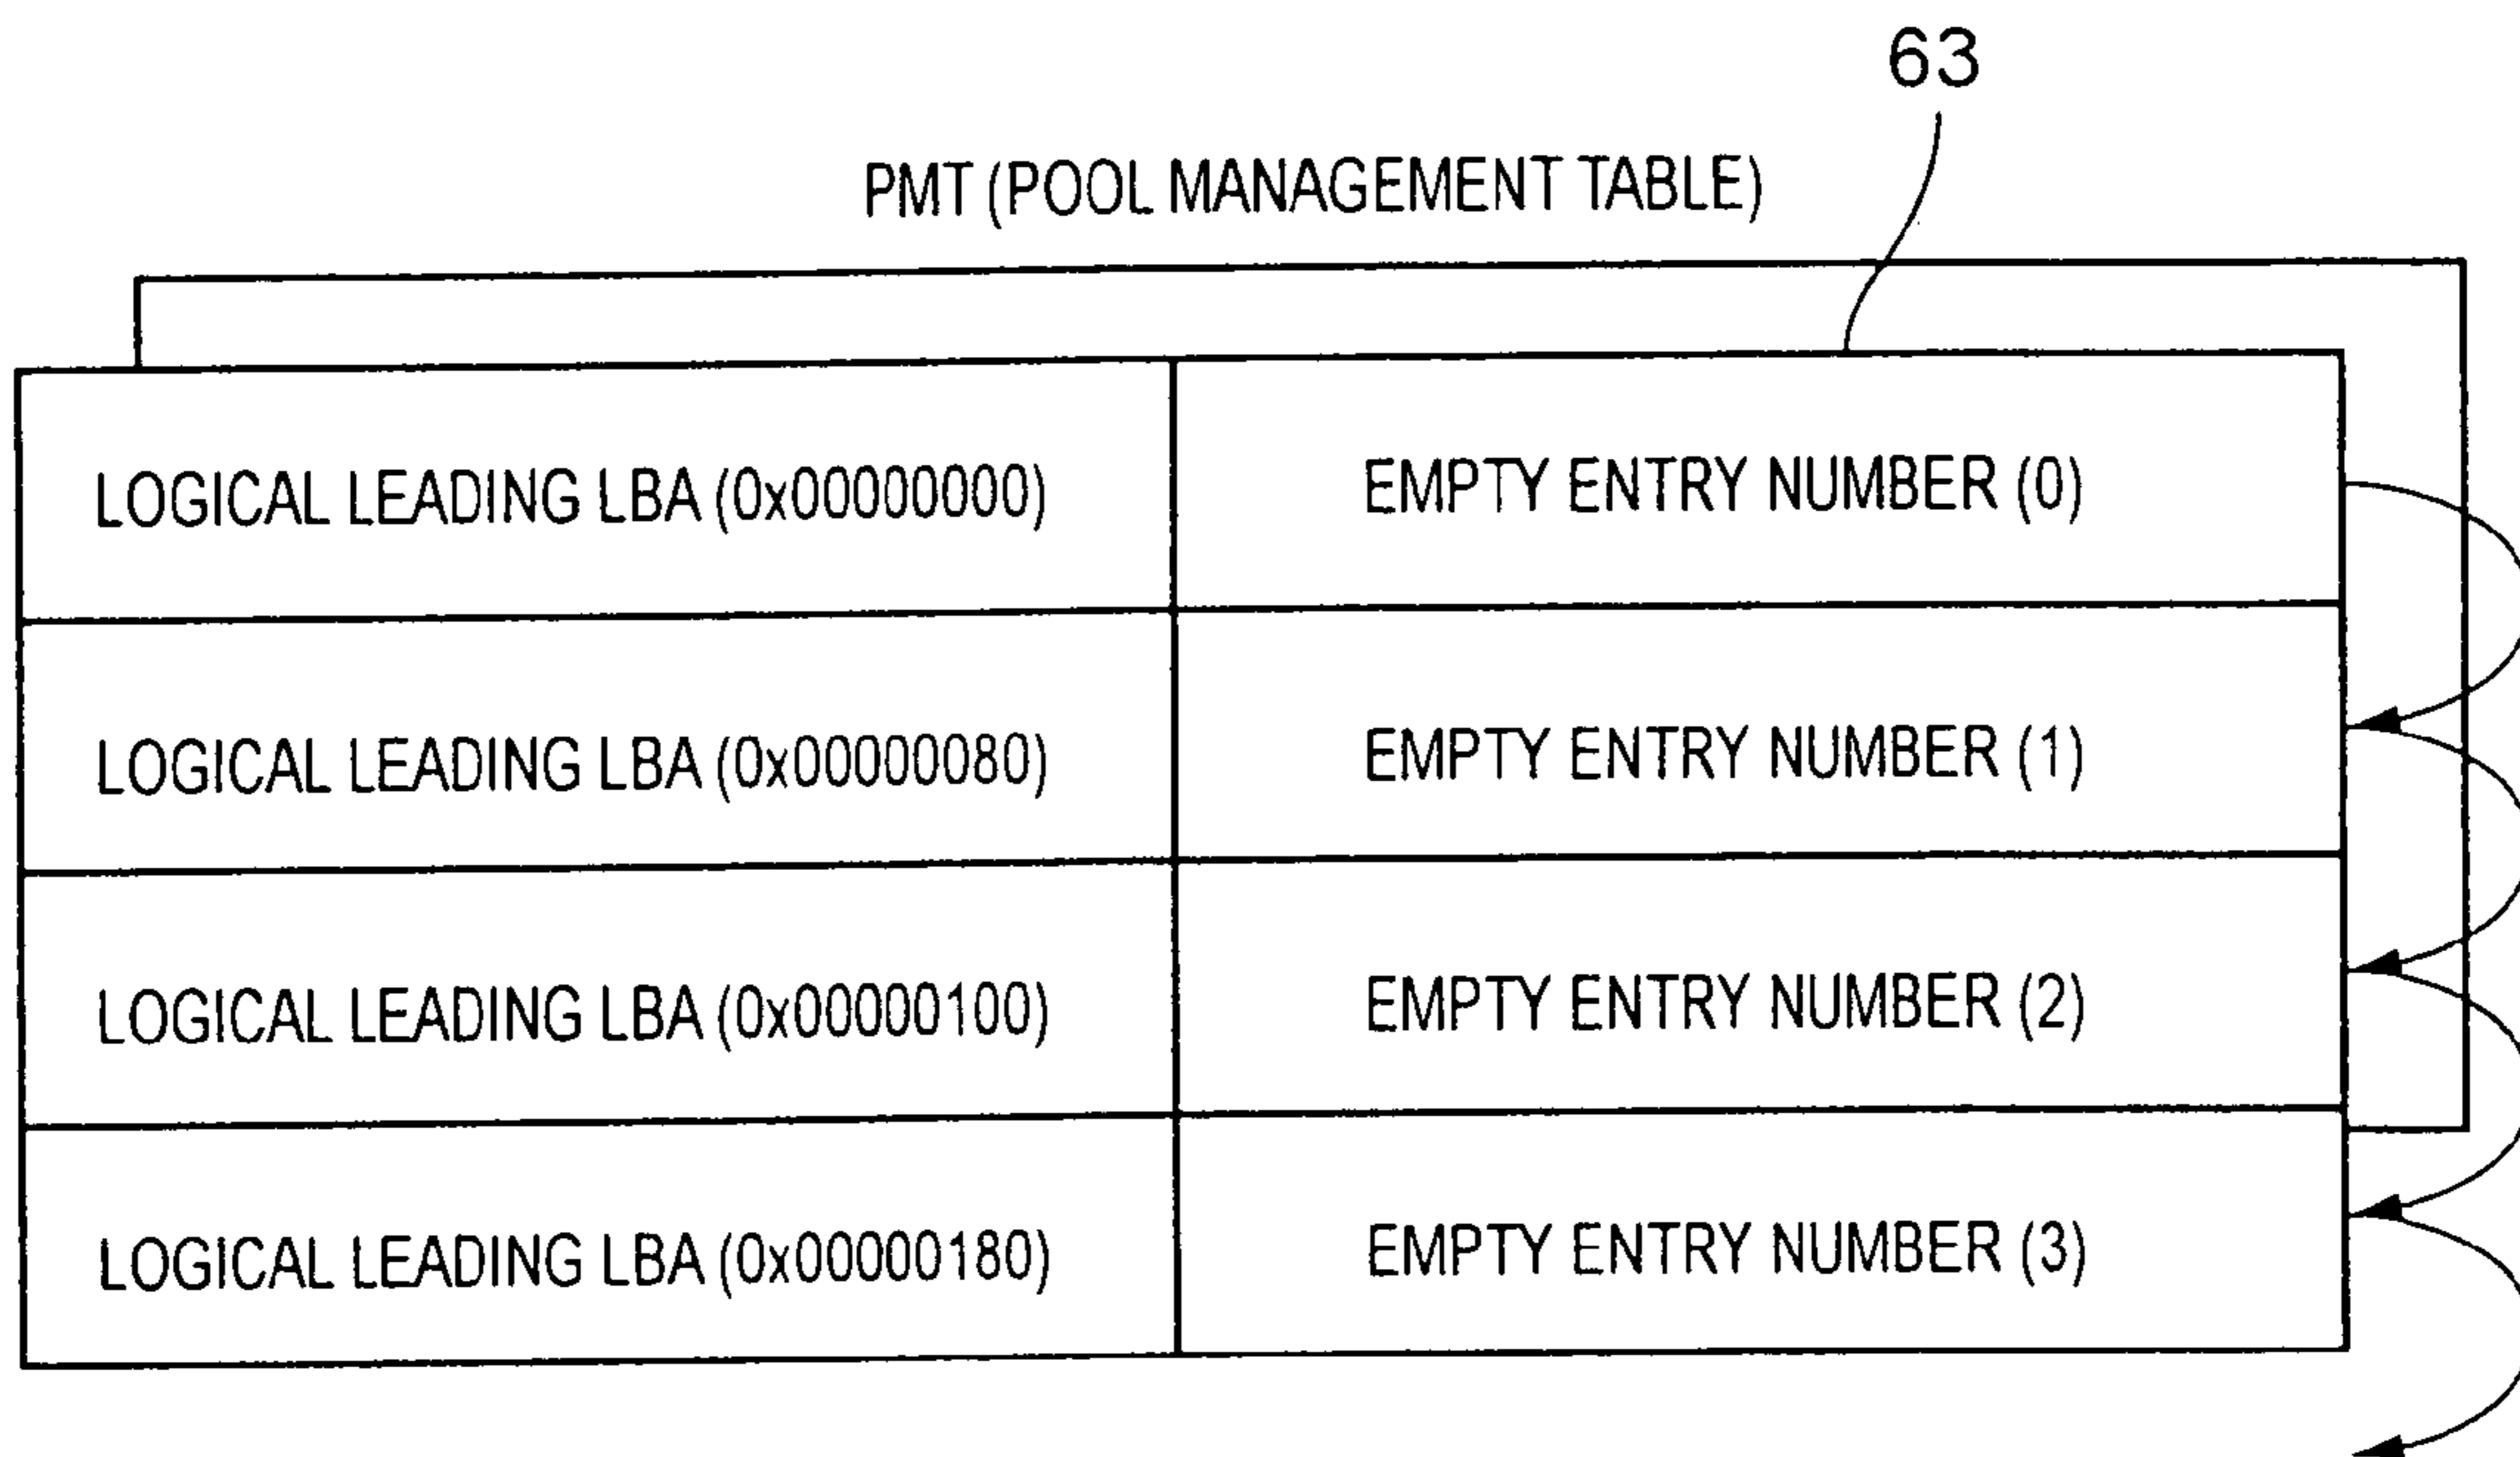 63
PMT (POOL MANAGEMENT TABLE)
LOGICAL LEADING LBA (0x00000000) EMPTY ENTRY NUMBER (0)
LOGICAL LEADING LBA (0x00000080) EMPTY ENTRY NUMBER (1)
LOGICAL LEADING LBA (0x00000100) EMPTY ENTRY NUMBER (2)
LOGICAL LEADING LBA (0x00000180) EMPTY ENTRY NUMBER (3)